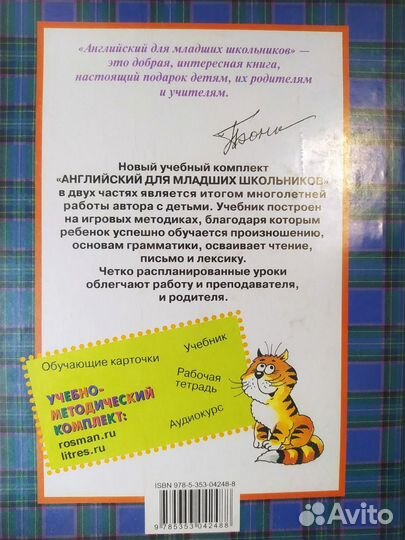 «Английский для младших школьников» —
это добрая, интересная книга,
настоящий подарок детям, их родителям
и учителям.
Новый учебный комплект
«АНГЛИЙСКИЙ ДЛЯ МЛАДШИХ ШКОЛЬНИКОВ»
в двух частях является итогом многолетней
работы автора с детьми. Учебник построен
на игровых методиках, благодаря которым
ребенок успешно обучается произношению,
основам грамматики, осваивает чтение,
письмо и лексику.
Четко распланированные уроки
облегчают работу и преподавателя,
и родителя.
Обучающие карточки
Учебник
УЧЕБНО-
МЕТОДИЧЕСКИЙ
КОМПЛЕКТ:
rosman.ru
litres.ru
Рабочая
тетрадь
Аудиокурс
ISBN 978-5-353-04248-8
9 785353 042488
Avito